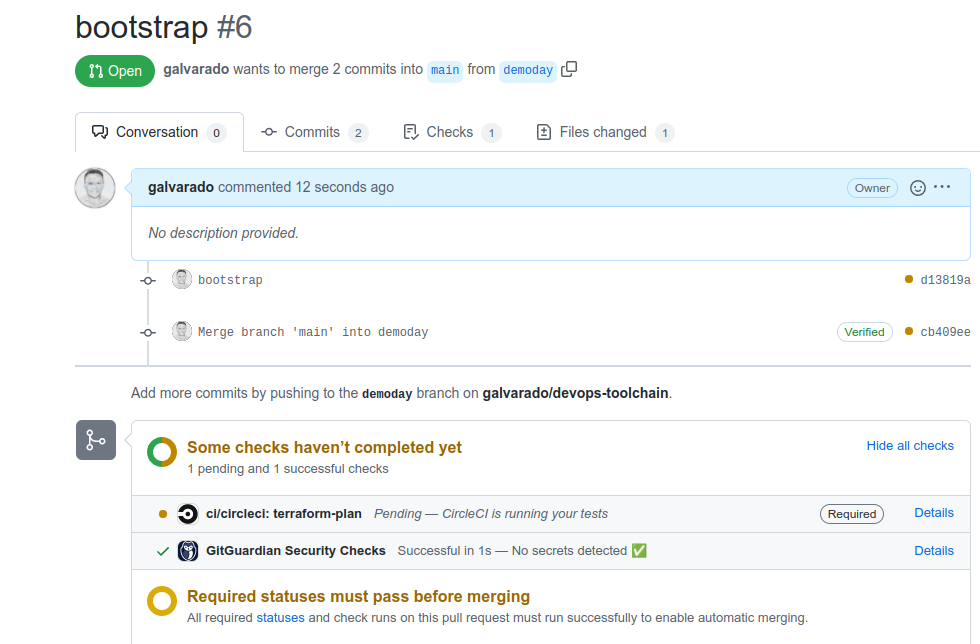 bootstrap #6
Open galvarado wants to merge 2 commits into main from demoday
Conversation 0 Commits 2 Checks 1 Files changed 1
galvarado commented 12 seconds ago Owner
No description provided.
bootstrap d13819a
Merge branch 'main' into demoday Verified cb409ee
Add more commits by pushing to the demoday branch on galvarado/devops-toolchain.
Some checks haven’t completed yet Hide all checks
1 pending and 1 successful checks
ci/circleci: terraform-plan Pending — CircleCI is running your tests Required Details
GitGuardian Security Checks Successful in 1s — No secrets detected ✅ Details
Required statuses must pass before merging
All required statuses and check runs on this pull request must run successfully to enable automatic merging.